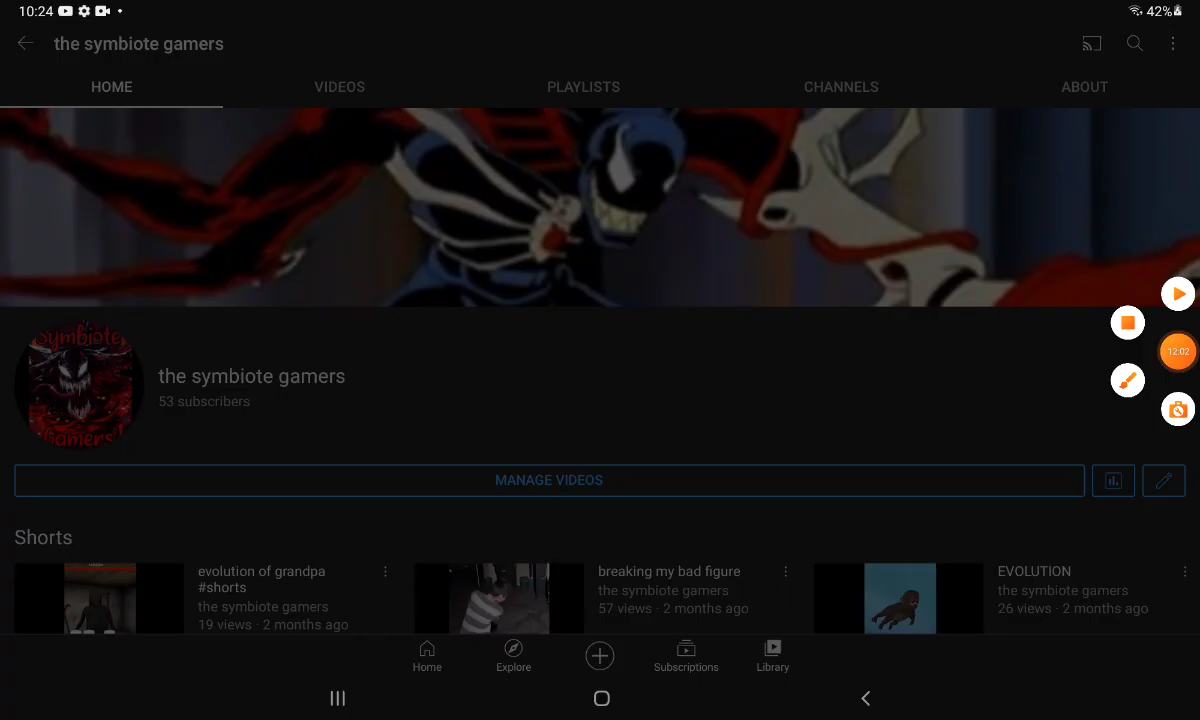 10:24
42%
the symbiote gamers
HOME VIDEOS PLAYLISTS CHANNELS ABOUT
Symbiote
Gamers
the symbiote gamers
53 subscribers
12:02
MANAGE VIDEOS
Shorts
evolution of grandpa
#shorts
the symbiote gamers
19 views · 2 months ago
breaking my bad figure
the symbiote gamers
57 views · 2 months ago
EVOLUTION
the symbiote gamers
26 views · 2 months ago
Home Explore Subscriptions Library